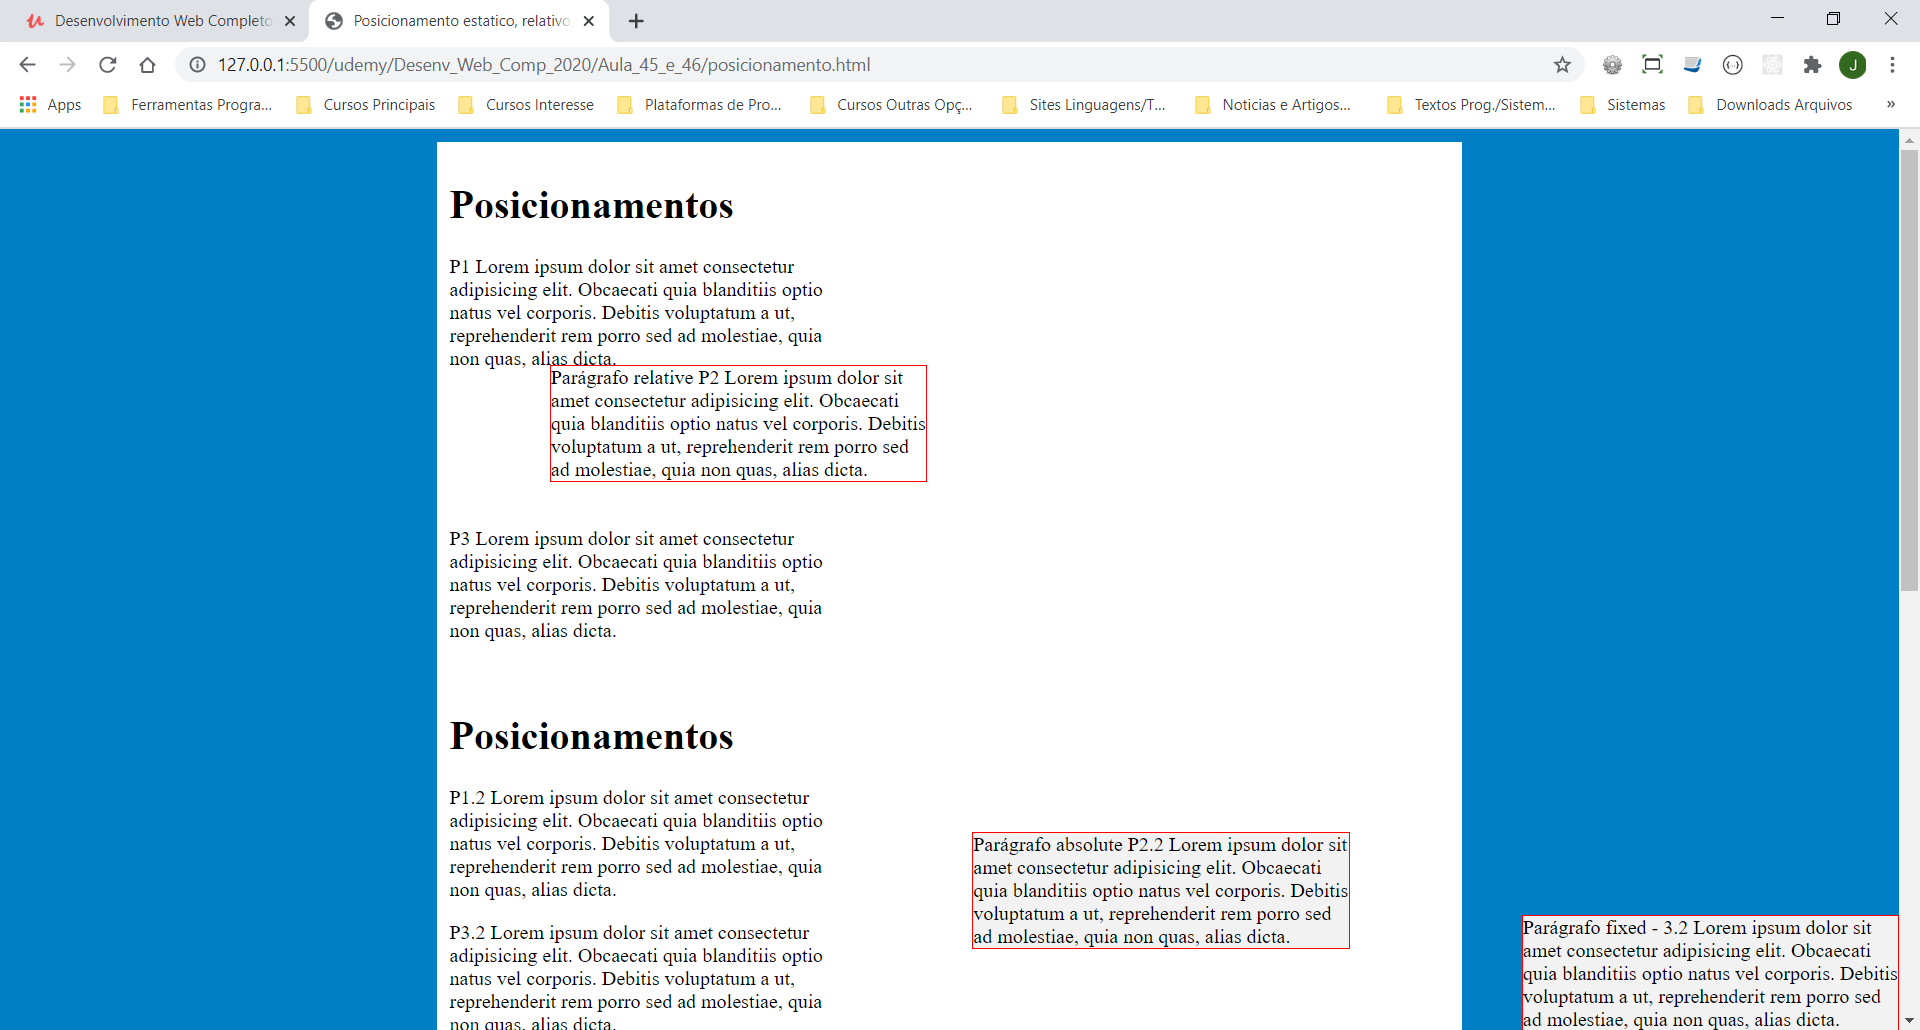 Desenvolvimento Web Completo
Posicionamento estatico, relativo
127.0.0.1:5500/udemy/Desenv_Web_Comp_2020/Aula_45_e_46/posicionamento.html
J
Apps
Ferramentas Progra...
Cursos Principais
Cursos Interesse
Plataformas de Pro...
Cursos Outras Opç...
Sites Linguagens/T...
Noticias e Artigos...
Textos Prog./Sistem...
Sistemas
Downloads Arquivos
»
Posicionamentos
P1 Lorem ipsum dolor sit amet consectetur
adipisicing elit. Obcaecati quia blanditiis optio
natus vel corporis. Debitis voluptatum a ut,
reprehenderit rem porro sed ad molestiae, quia
non quas, alias dicta.
Parágrafo relative P2 Lorem ipsum dolor sit
amet consectetur adipisicing elit. Obcaecati
quia blanditiis optio natus vel corporis. Debitis
voluptatum a ut, reprehenderit rem porro sed
ad molestiae, quia non quas, alias dicta.
P3 Lorem ipsum dolor sit amet consectetur
adipisicing elit. Obcaecati quia blanditiis optio
natus vel corporis. Debitis voluptatum a ut,
reprehenderit rem porro sed ad molestiae, quia
non quas, alias dicta.
Posicionamentos
P1.2 Lorem ipsum dolor sit amet consectetur
adipisicing elit. Obcaecati quia blanditiis optio
natus vel corporis. Debitis voluptatum a ut,
reprehenderit rem porro sed ad molestiae, quia
non quas, alias dicta.
Parágrafo absolute P2.2 Lorem ipsum dolor sit
amet consectetur adipisicing elit. Obcaecati
quia blanditiis optio natus vel corporis. Debitis
voluptatum a ut, reprehenderit rem porro sed
ad molestiae, quia non quas, alias dicta.
P3.2 Lorem ipsum dolor sit amet consectetur
adipisicing elit. Obcaecati quia blanditiis optio
natus vel corporis. Debitis voluptatum a ut,
reprehenderit rem porro sed ad molestiae, quia
non quas, alias dicta.
Parágrafo fixed - 3.2 Lorem ipsum dolor sit
amet consectetur adipisicing elit. Obcaecati
quia blanditiis optio natus vel corporis. Debitis
voluptatum a ut, reprehenderit rem porro sed
ad molestiae, quia non quas, alias dicta.